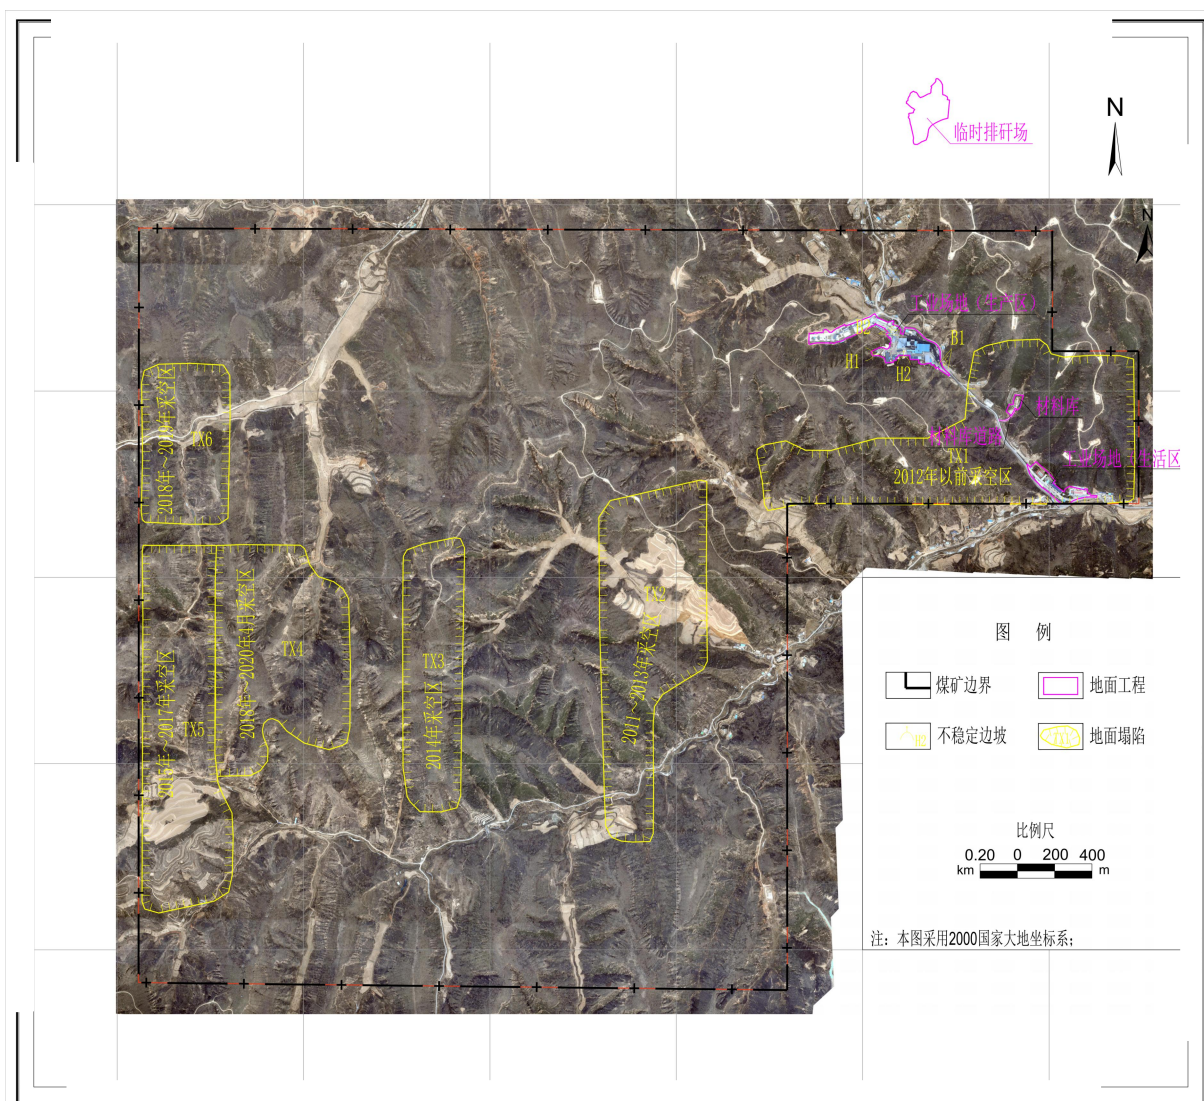 临时排矸场
N
N
工业场地（生产区）
B1
H1
H2
材料库
TX1
2012年以前采空区
工业场地（生活区）
TX6
2018年～2019年采空区
TX2
2011～2013年采空区
TX3
2014年采空区
TX4
2018年～2020年4月采空区
TX5
图 例
煤矿边界
地面工程
H2
不稳定边坡
地面塌陷
比例尺
0.20 0 200 400
km m
注：本图采用2000国家大地坐标系；